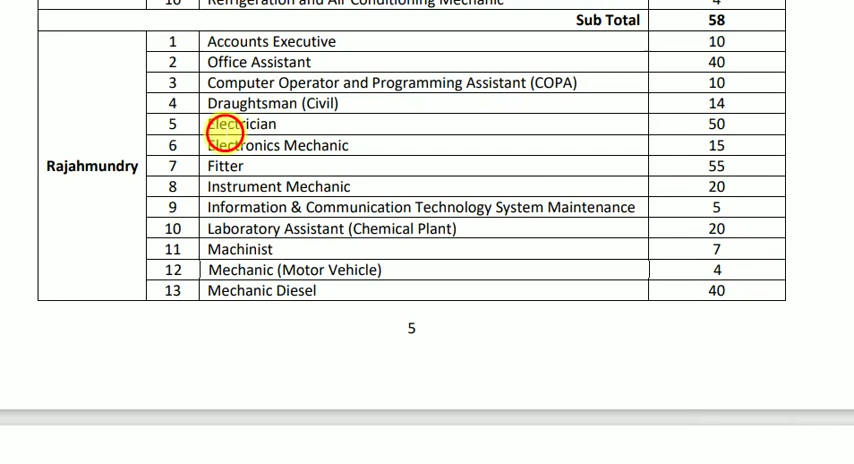 10 Refrigeration and Air Conditioning Mechanic 4
Sub Total 58
1 Accounts Executive 10
2 Office Assistant 40
3 Computer Operator and Programming Assistant (COPA) 10
4 Draughtsman (Civil) 14
5 Electrician 50
6 Electronics Mechanic 15
Rajahmundry 7 Fitter 55
8 Instrument Mechanic 20
9 Information & Communication Technology System Maintenance 5
10 Laboratory Assistant (Chemical Plant) 20
11 Machinist 7
12 Mechanic (Motor Vehicle) 4
13 Mechanic Diesel 40
5